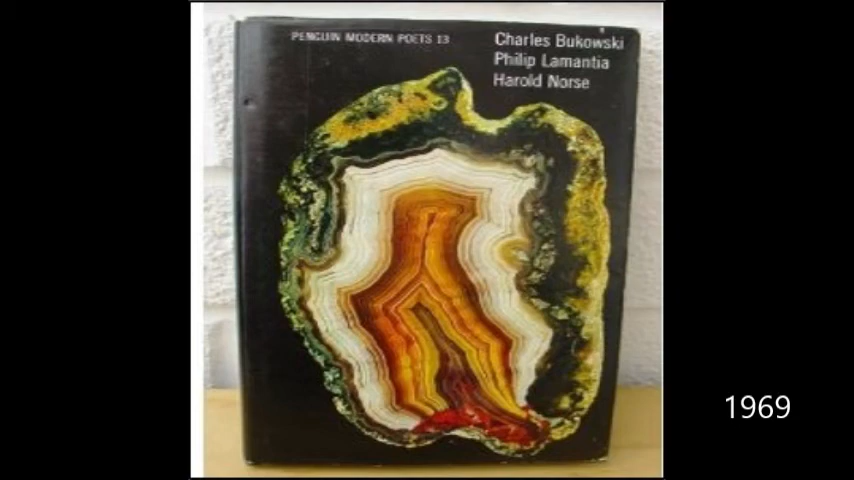 PENGUIN MODERN POETS 13
Charles Bukowski
Philip Lamantia
Harold Norse
1969